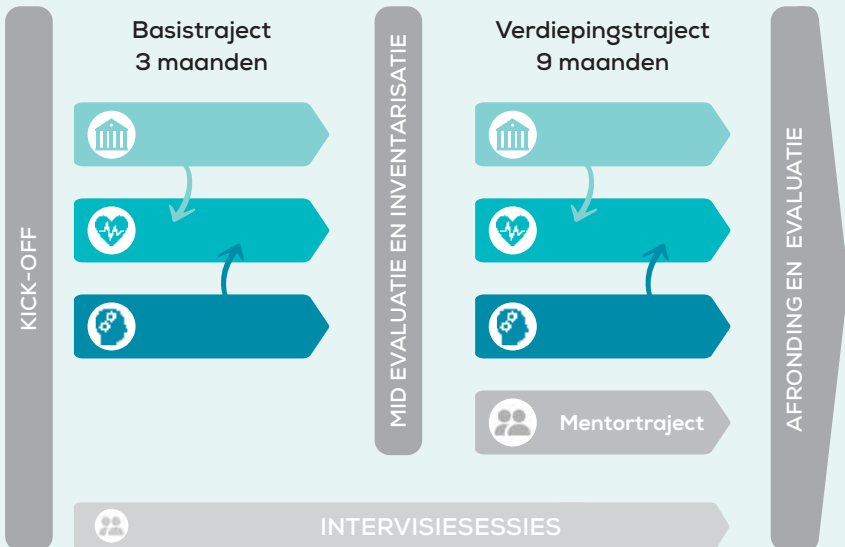 KICK-OFF
Basistraject
3 maanden
MID EVALUATIE EN INVENTARISATIE
Verdiepingstraject
9 maanden
Mentortraject
AFRONDING EN EVALUATIE
INTERVISIESESSIES